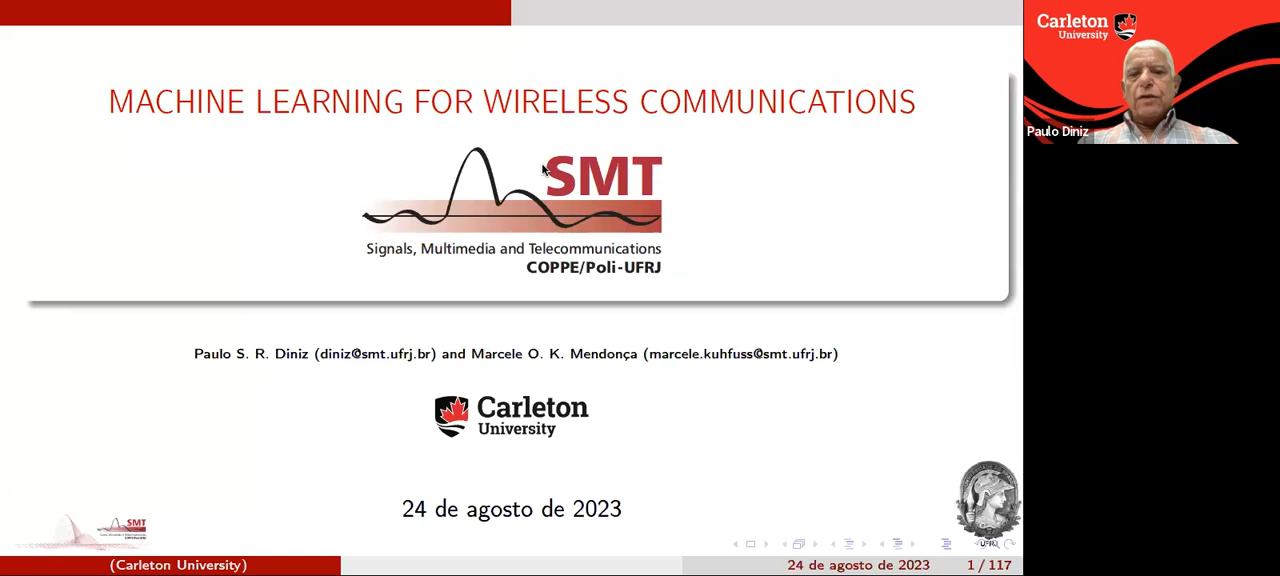 MACHINE LEARNING FOR WIRELESS COMMUNICATIONS
SMT
Signals, Multimedia and Telecommunications
COPPE/Poli-UFRJ
Paulo S. R. Diniz (diniz@smt.ufrj.br) and Marcele O. K. Mendonça (marcele.kuhfuss@smt.ufrj.br)
Carleton
University
24 de agosto de 2023
SMT
UFRJ
(Carleton University)
24 de agosto de 2023
1 / 117
Carleton
University
Paulo Diniz